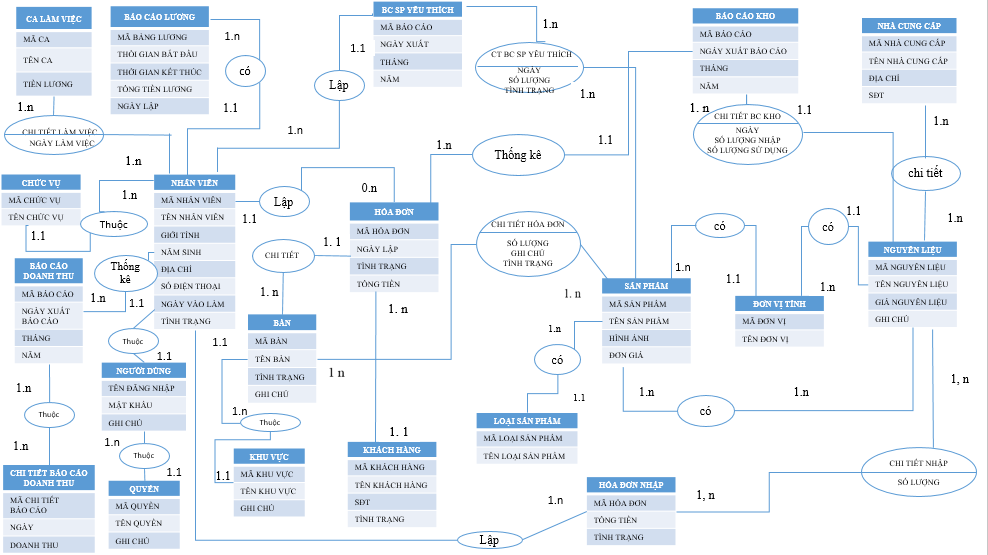 CA LÀM VIỆC
MÃ CA
TÊN CA
TIỀN LƯƠNG
BÁO CÁO LƯƠNG
MÃ BẢNG LƯƠNG
THỜI GIAN BẮT ĐẦU
THỜI GIAN KẾT THÚC
TỔNG TIỀN LƯƠNG
NGÀY LẬP
1.n
có
1.1
BC SP YÊU THÍCH
MÃ BÁO CÁO
NGÀY XUẤT
THÁNG
NĂM
1.1
Lập
1.n
1.n
CT BC SP YÊU THÍCH
NGÀY
SỐ LƯỢNG
TÌNH TRẠNG
1.n
BÁO CÁO KHO
MÃ BÁO CÁO
NGÀY XUẤT BÁO CÁO
THÁNG
NĂM
NHÀ CUNG CẤP
MÃ NHÀ CUNG CẤP
TÊN NHÀ CUNG CẤP
ĐỊA CHỈ
SĐT
1.n
CHI TIẾT LÀM VIỆC
NGÀY LÀM VIỆC
1. n
1.1
CHI TIẾT BC KHO
NGÀY
SỐ LƯỢNG NHẬP
SỐ LƯỢNG SỬ DỤNG
1.n
chi tiết
1.n
1.n
Thống kê
1.1
1.n
CHỨC VỤ
MÃ CHỨC VỤ
TÊN CHỨC VỤ
1.n
Thuộc
1.1
NHÂN VIÊN
MÃ NHÂN VIÊN
TÊN NHÂN VIÊN
GIỚI TÍNH
NĂM SINH
ĐỊA CHỈ
SỐ ĐIỆN THOẠI
NGÀY VÀO LÀM
TÌNH TRẠNG
Lập
1.1
0.n
HÓA ĐƠN
MÃ HÓA ĐƠN
NGÀY LẬP
TÌNH TRẠNG
TỔNG TIỀN
CHI TIẾT
1. 1
1. n
1. n
CHI TIẾT HÓA ĐƠN
SỐ LƯỢNG
GHI CHÚ
TÌNH TRẠNG
1. n
có
1.n
1.1
có
1.1
1.n
NGUYÊN LIỆU
MÃ NGUYÊN LIỆU
TÊN NGUYÊN LIỆU
GIÁ NGUYÊN LIỆU
GHI CHÚ
BÁO CÁO
DOANH THU
MÃ BÁO CÁO
NGÀY XUẤT
BÁO CÁO
THÁNG
NĂM
Thống
kê
1.n
1.1
SẢN PHẨM
MÃ SẢN PHẨM
TÊN SẢN PHẨM
HÌNH ẢNH
ĐƠN GIÁ
ĐƠN VỊ TÍNH
MÃ ĐƠN VỊ
TÊN ĐƠN VỊ
BÀN
MÃ BÀN
TÊN BÀN
TÌNH TRẠNG
GHI CHÚ
1.1
1 n
Thuộc
1.1
NGƯỜI DÙNG
TÊN ĐĂNG NHẬP
MẬT KHẨU
GHI CHÚ
1.n
có
1.1
1.n
có
1.n
1, n
1.n
Thuộc
1.n
1.n
Thuộc
1.1
1.n
Thuộc
1.1
LOẠI SẢN PHẨM
MÃ LOẠI SẢN PHẨM
TÊN LOẠI SẢN PHẨM
1. 1
KHÁCH HÀNG
MÃ KHÁCH HÀNG
TÊN KHÁCH HÀNG
SĐT
TÌNH TRẠNG
KHU VỰC
MÃ KHU VỰC
TÊN KHU VỰC
GHI CHÚ
CHI TIẾT BÁO CÁO
DOANH THU
MÃ CHI TIẾT
BÁO CÁO
NGÀY
DOANH THU
QUYỀN
MÃ QUYỀN
TÊN QUYỀN
GHI CHÚ
CHI TIẾT NHẬP
SỐ LƯỢNG
HÓA ĐƠN NHẬP
MÃ HÓA ĐƠN
TỔNG TIỀN
TÌNH TRẠNG
1, n
1.n
Lập